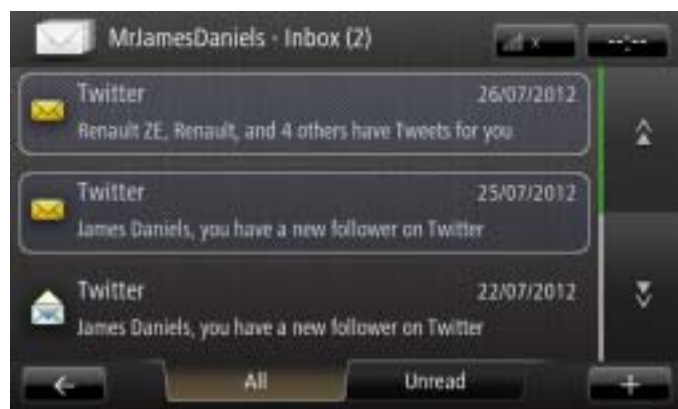 MrJamesDaniels - Inbox (2)
x
--:--
Twitter
26/07/2012
Renault ZE, Renault, and 4 others have Tweets for you
Twitter
25/07/2012
James Daniels, you have a new follower on Twitter
Twitter
22/07/2012
James Daniels, you have a new follower on Twitter
All
Unread